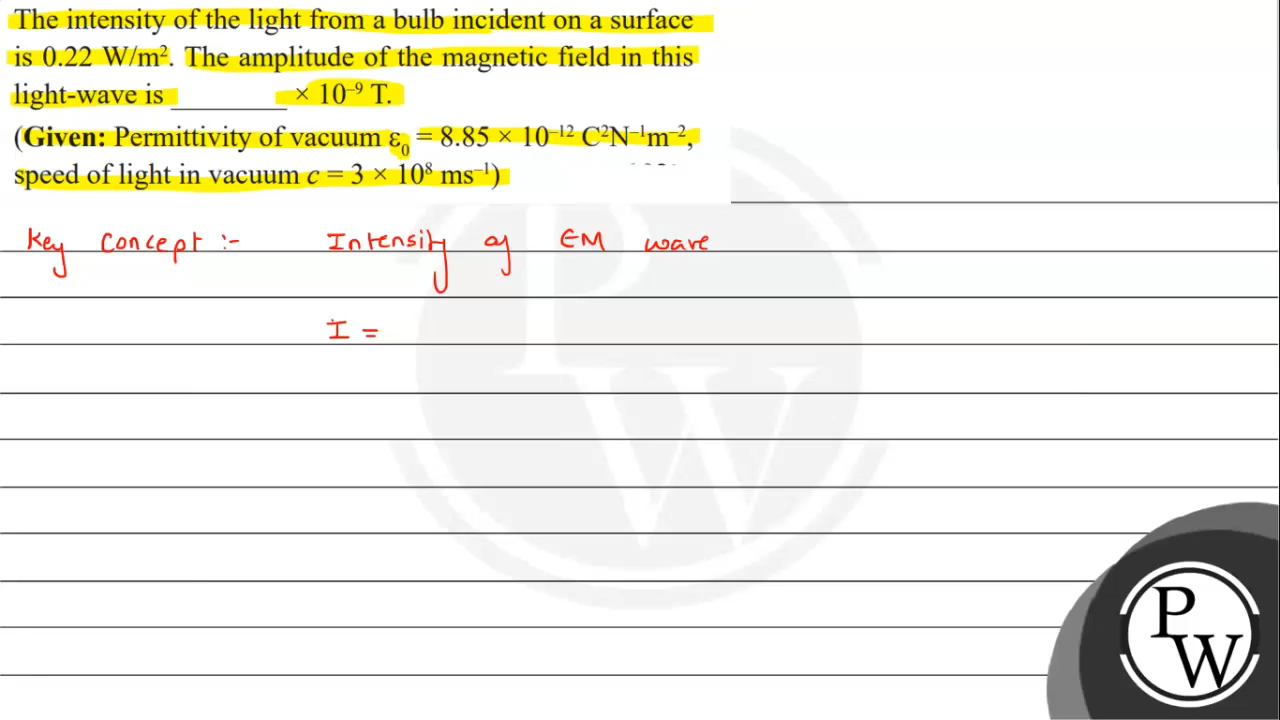 The intensity of the light from a bulb incident on a surface
is 0.22 W/m². The amplitude of the magnetic field in this
light-wave is ________ × 10⁻⁹ T.
(Given: Permittivity of vacuum ε₀ = 8.85 × 10⁻¹² C²N⁻¹m⁻²,
speed of light in vacuum c = 3 × 10⁸ ms⁻¹)
Key Concept :- Intensity of EM wave
I =
PW
PW